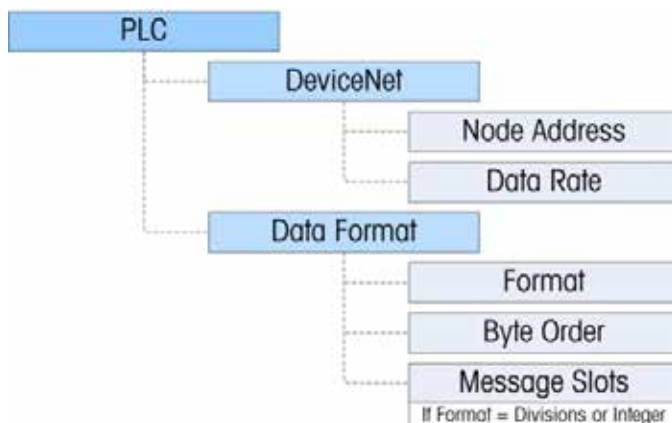 PLC
DeviceNet
Node Address
Data Rate
Data Format
Format
Byte Order
Message Slots
If Format = Divisions or Integer